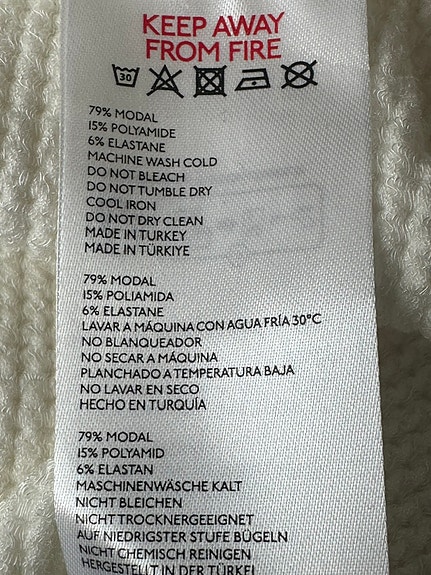 KEEP AWAY
FROM FIRE
30
79% MODAL
15% POLYAMIDE
6% ELASTANE
MACHINE WASH COLD
DO NOT BLEACH
DO NOT TUMBLE DRY
COOL IRON
DO NOT DRY CLEAN
MADE IN TURKEY
MADE IN TÜRKIYE
79% MODAL
15% POLIAMIDA
6% ELASTANE
LAVAR A MÁQUINA CON AGUA FRÍA 30°C
NO BLANQUEADOR
NO SECAR A MÁQUINA
PLANCHADO A TEMPERATURA BAJA
NO LAVAR EN SECO
HECHO EN TURQUÍA
79% MODAL
15% POLYAMID
6% ELASTAN
MASCHINENWÄSCHE KALT
NICHT BLEICHEN
NICHT TROCKNERGEEIGNET
AUF NIEDRIGSTER STUFE BÜGELN
NICHT CHEMISCH REINIGEN
HERGESTELLT IN DER TÜRKEI